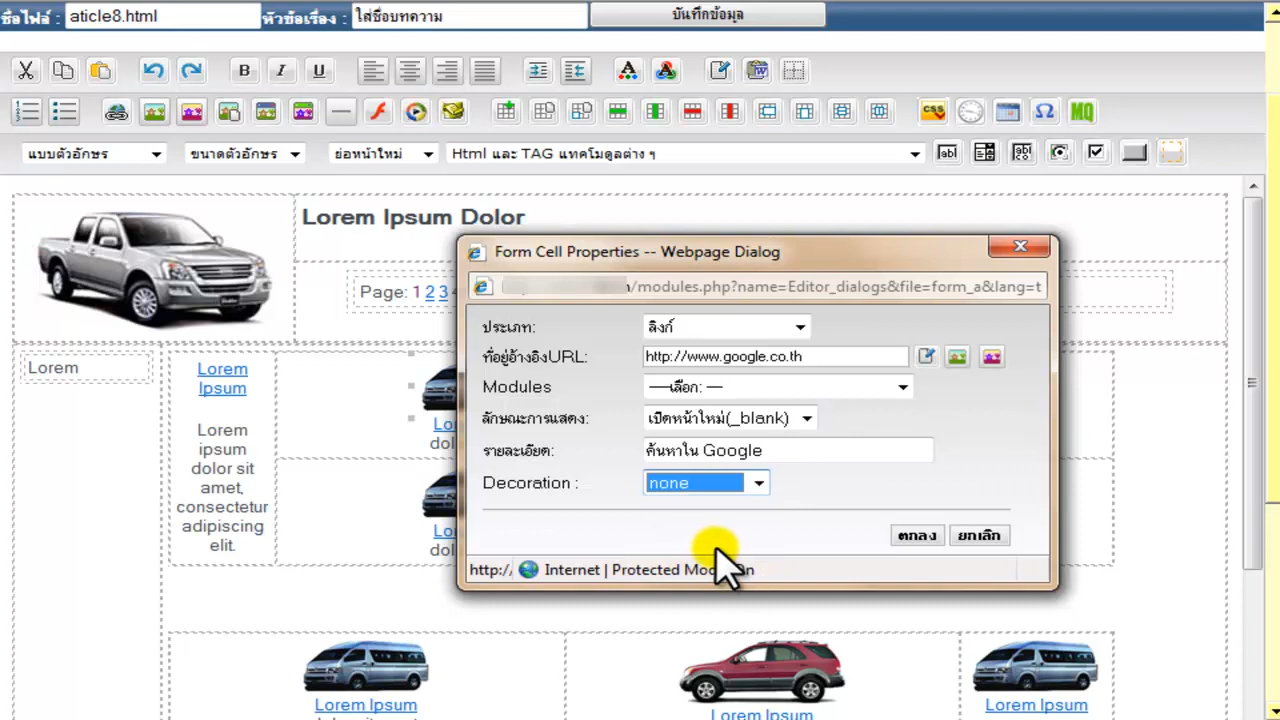 ชื่อไฟล์ : aticle8.html หัวข้อเรื่อง : ใส่ชื่อบทความ บันทึกข้อมูล
B I U
CSS Ω MQ
แบบตัวอักษร ขนาดตัวอักษร ย่อหน้าใหม่ Html และ TAG แทคโมดูลต่าง ๆ
Lorem Ipsum Dolor
Page: 1 2 3
Form Cell Properties -- Webpage Dialog
/modules.php?name=Editor_dialogs&file=form_a&lang=t
ประเภท: ลิงก์
ที่อยู่อ้างอิงURL: http://www.google.co.th
Modules ----เลือก: ---
ลักษณะการแสดง: เปิดหน้าใหม่(_blank)
รายละเอียด: ค้นหาใน Google
Decoration : none
ตกลง ยกเลิก
http:/ Internet | Protected Mo
Lorem
Lorem
Ipsum
Lorem
ipsum
dolor sit
amet,
consectetur
adipiscing
elit.
Lo
dol
Lo
dol
Lorem Ipsum
Lorem Ipsum
Lorem Ipsum